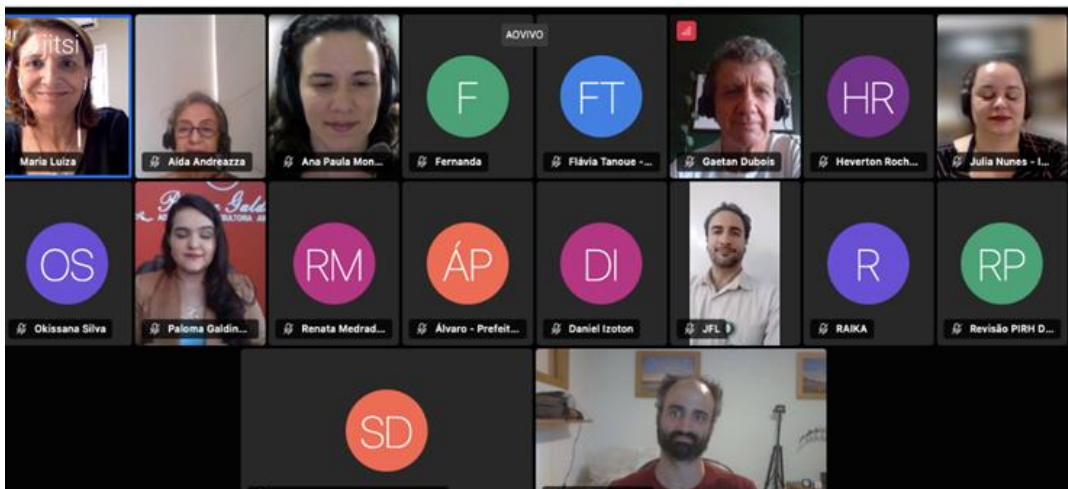 jitsi
AOVIVO
F
FT
HR
Maria Luiza
Aida Andreazza
Ana Paula Mon...
Fernanda
Flávia Tanoue -...
Gaetan Dubois
Heverton Roch...
Julia Nunes - I...
OS
RM
ÁP
DI
R
RP
Okissana Silva
Paloma Galdin...
Renata Medrad...
Álvaro - Prefeit...
Daniel Izoton
JFL
RAIKA
Revisão PIRH D...
SD